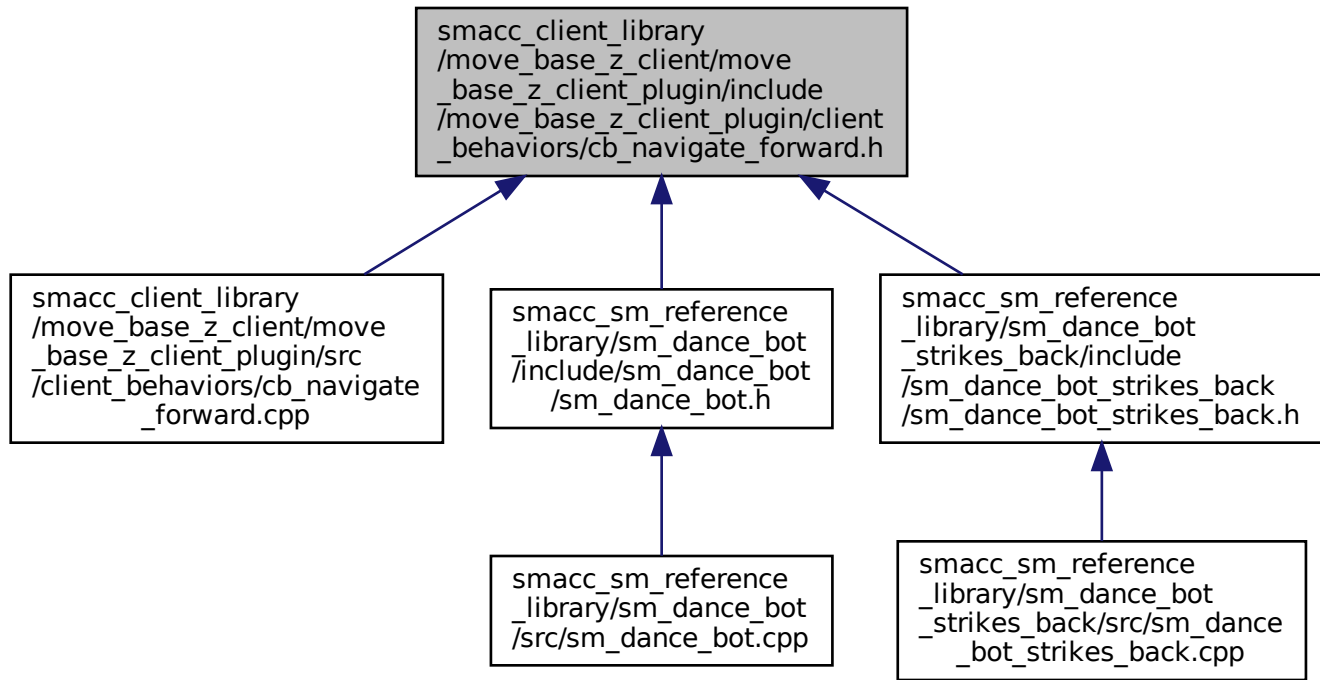 smacc_client_library
/move_base_z_client/move
_base_z_client_plugin/include
/move_base_z_client_plugin/client
_behaviors/cb_navigate_forward.h
smacc_client_library
/move_base_z_client/move
_base_z_client_plugin/src
/client_behaviors/cb_navigate
_forward.cpp
smacc_sm_reference
_library/sm_dance_bot
/include/sm_dance_bot
/sm_dance_bot.h
smacc_sm_reference
_library/sm_dance_bot
_strikes_back/include
/sm_dance_bot_strikes_back
/sm_dance_bot_strikes_back.h
smacc_sm_reference
_library/sm_dance_bot
/src/sm_dance_bot.cpp
smacc_sm_reference
_library/sm_dance_bot
_strikes_back/src/sm_dance
_bot_strikes_back.cpp